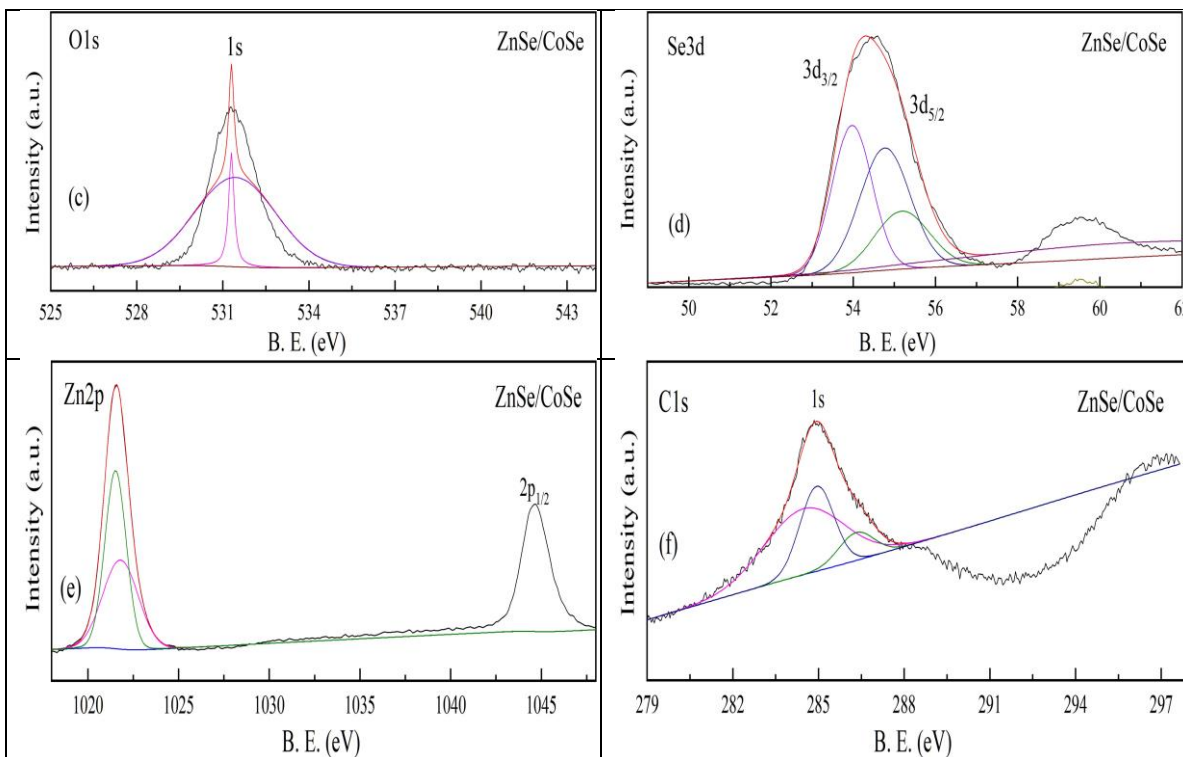 O1s
1s
ZnSe/CoSe
(c)
Intensity (a.u.)
525 528 531 534 537 540 543
B. E. (eV)
Se3d
3d3/2
3d5/2
ZnSe/CoSe
(d)
Intensity (a.u.)
50 52 54 56 58 60 62
B. E. (eV)
Zn2p
2p1/2
ZnSe/CoSe
(e)
Intensity (a.u.)
1020 1025 1030 1035 1040 1045
B. E. (eV)
C1s
1s
ZnSe/CoSe
(f)
Intensity (a.u.)
279 282 285 288 291 294 297
B. E. (eV)